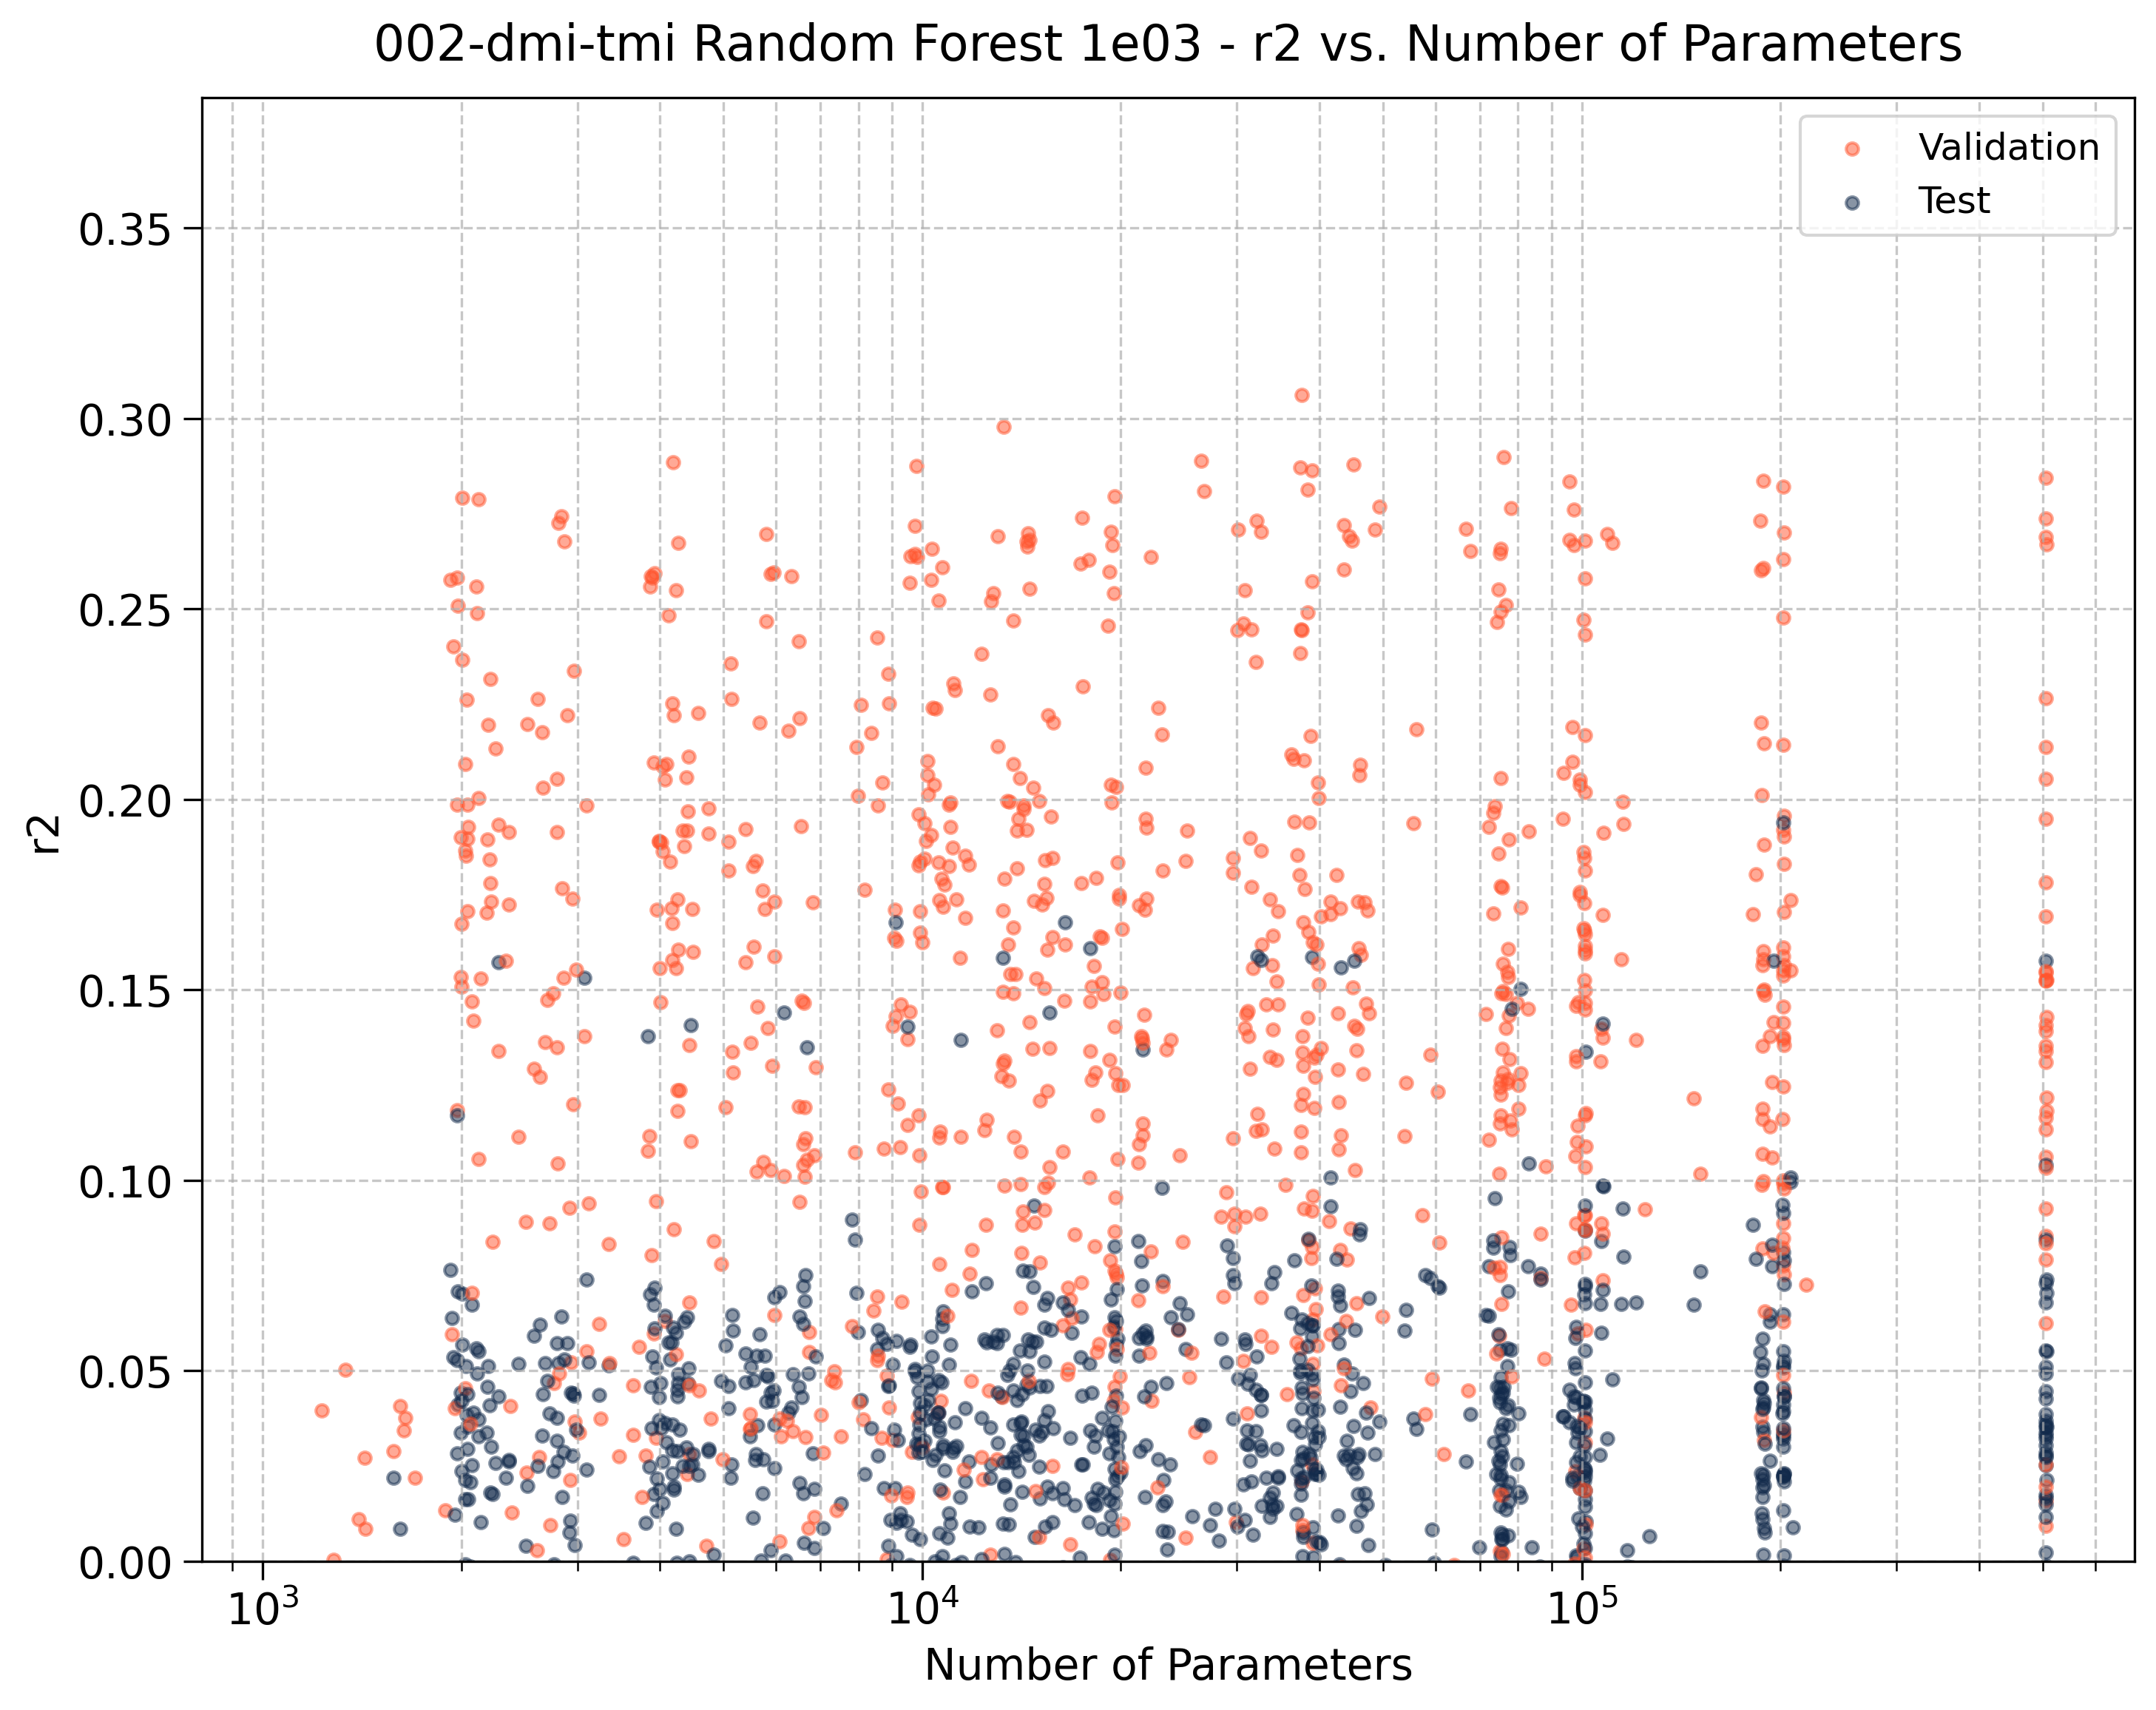 002-dmi-tmi Random Forest 1e03 - r2 vs. Number of Parameters
Validation
Test
0.35
0.30
0.25
0.20
0.15
0.10
0.05
0.00
r2
10³
10⁴
10⁵
Number of Parameters